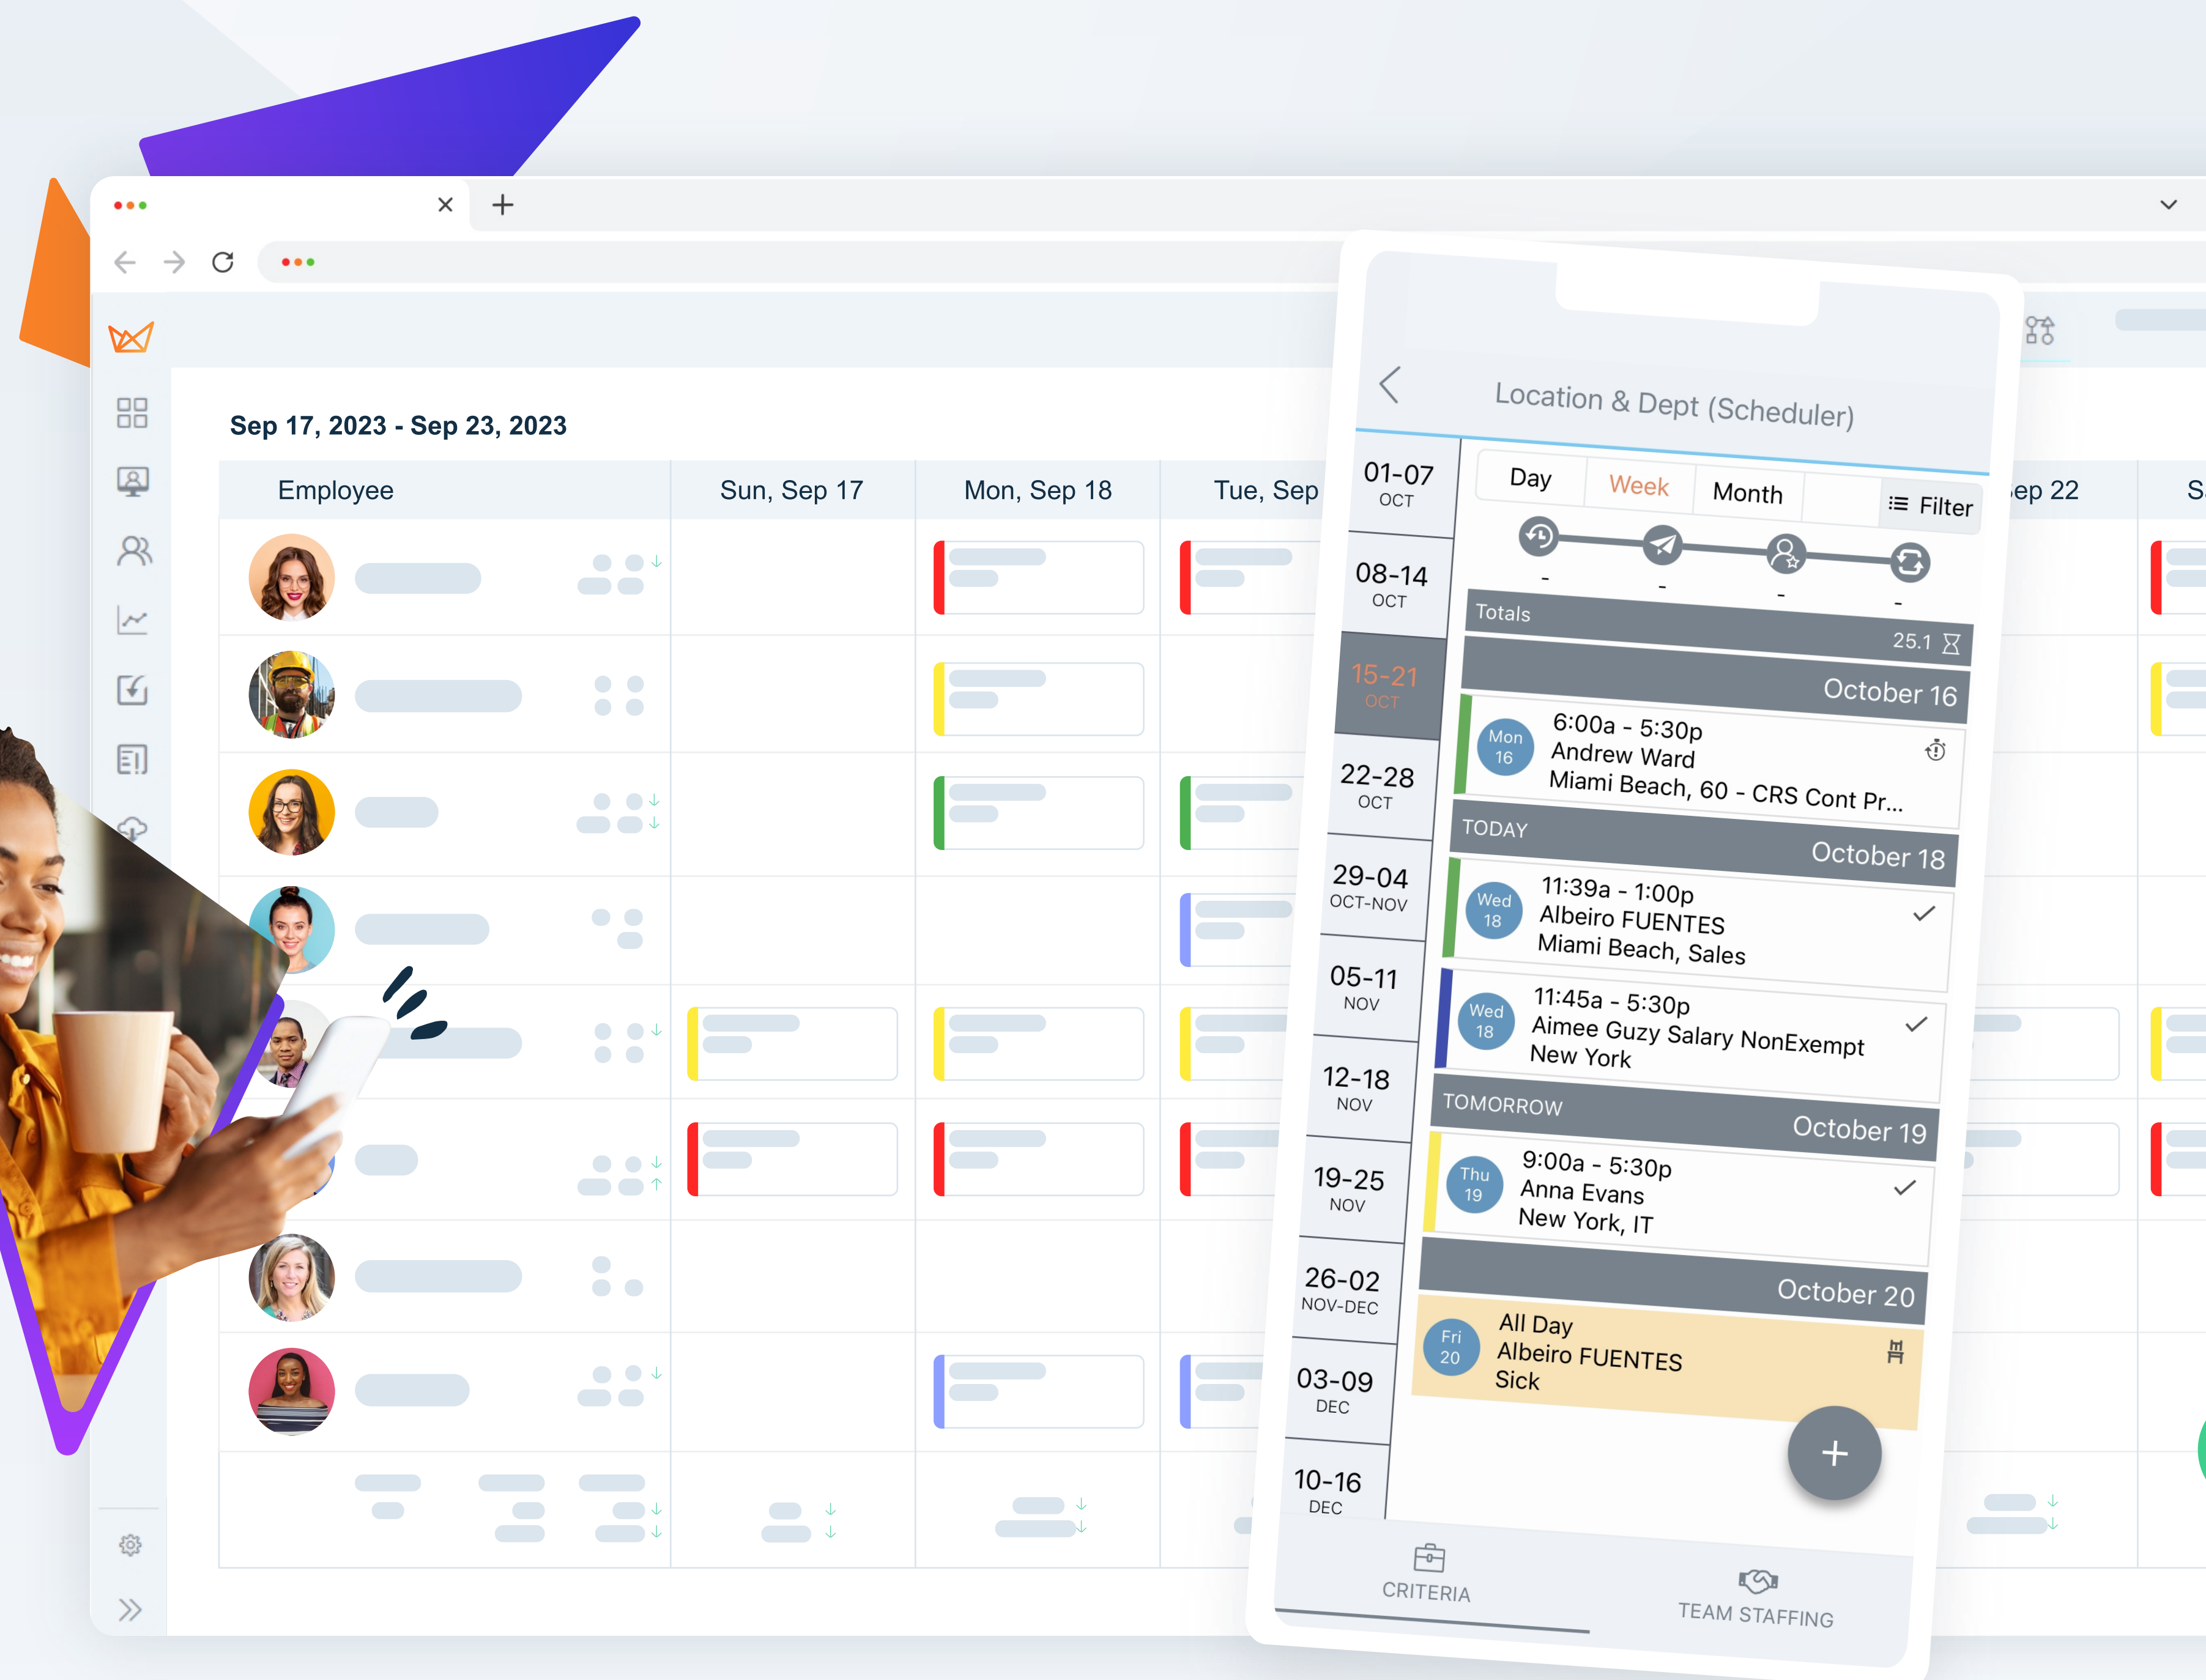 Sep 17, 2023 - Sep 23, 2023
Employee
Sun, Sep 17
Mon, Sep 18
Tue, Sep
ep 22
S
Location & Dept (Scheduler)
01-07
OCT
08-14
OCT
15-21
OCT
22-28
OCT
29-04
OCT-NOV
05-11
NOV
12-18
NOV
19-25
NOV
26-02
NOV-DEC
03-09
DEC
10-16
DEC
Day
Week
Month
Filter
-
-
-
-
Totals
25.1
October 16
Mon
16
6:00a - 5:30p
Andrew Ward
Miami Beach, 60 - CRS Cont Pr...
TODAY
October 18
Wed
18
11:39a - 1:00p
Albeiro FUENTES
Miami Beach, Sales
Wed
18
11:45a - 5:30p
Aimee Guzy Salary NonExempt
New York
TOMORROW
October 19
Thu
19
9:00a - 5:30p
Anna Evans
New York, IT
October 20
Fri
20
All Day
Albeiro FUENTES
Sick
+
CRITERIA
TEAM STAFFING